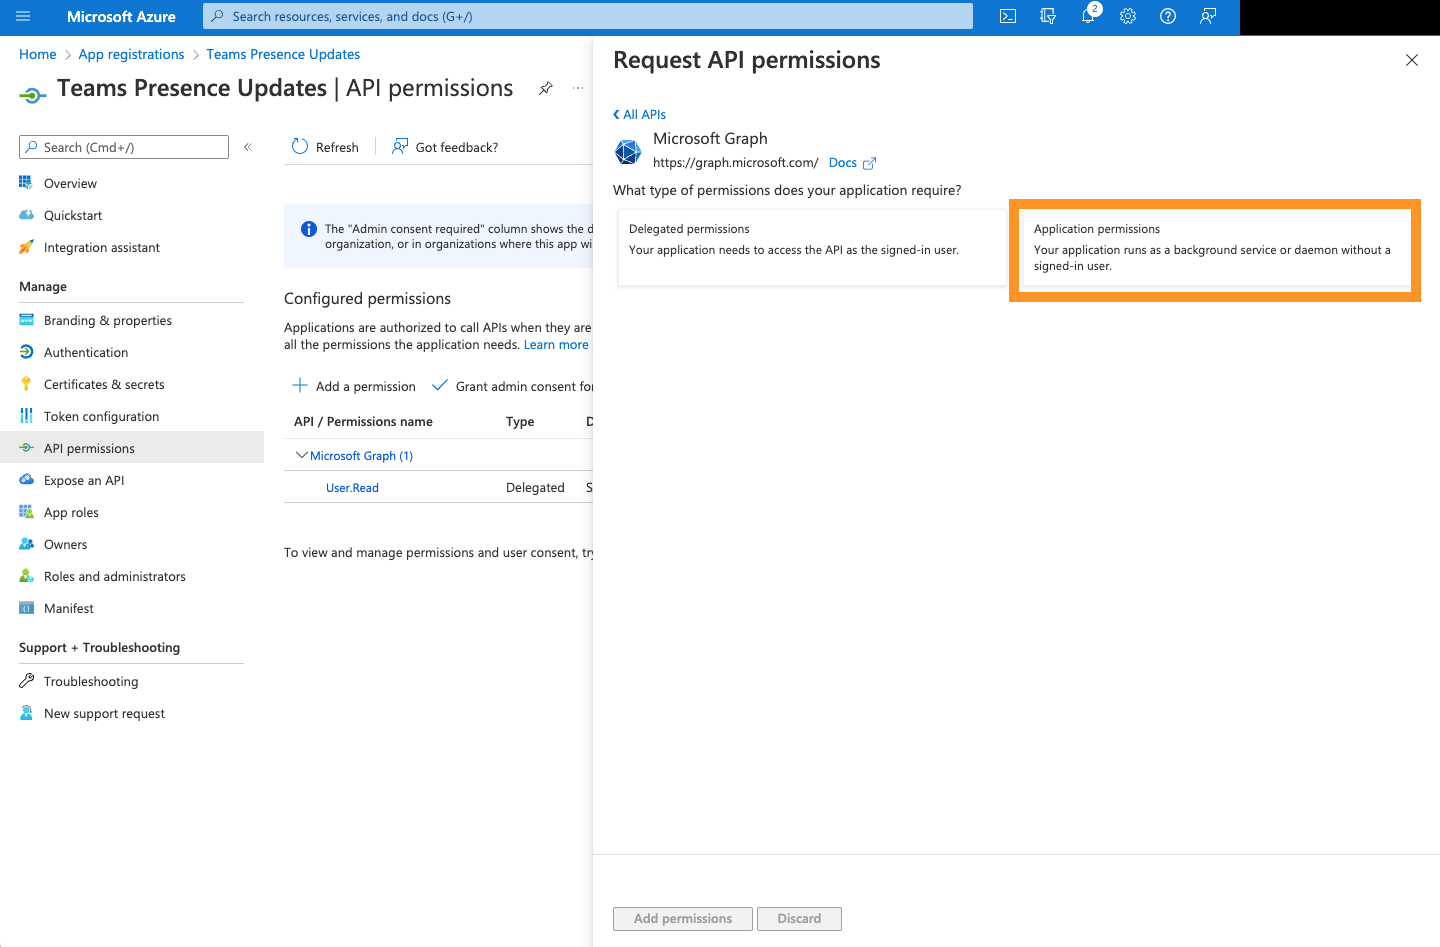 Microsoft Azure
Search resources, services, and docs (G+/)
2
Home > App registrations > Teams Presence Updates
Teams Presence Updates | API permissions
Search (Cmd+/)
Overview
Quickstart
Integration assistant
Manage
Branding & properties
Authentication
Certificates & secrets
Token configuration
API permissions
Expose an API
App roles
Owners
Roles and administrators
Manifest
Support + Troubleshooting
Troubleshooting
New support request
Refresh
Got feedback?
The "Admin consent required" column shows the d
organization, or in organizations where this app wi
Configured permissions
Applications are authorized to call APIs when they are
all the permissions the application needs. Learn more
Add a permission
Grant admin consent for
API / Permissions name Type D
Microsoft Graph (1)
User.Read Delegated S
To view and manage permissions and user consent, try
Request API permissions
All APIs
Microsoft Graph
https://graph.microsoft.com/ Docs
What type of permissions does your application require?
Delegated permissions
Your application needs to access the API as the signed-in user.
Application permissions
Your application runs as a background service or daemon without a
signed-in user.
Add permissions
Discard